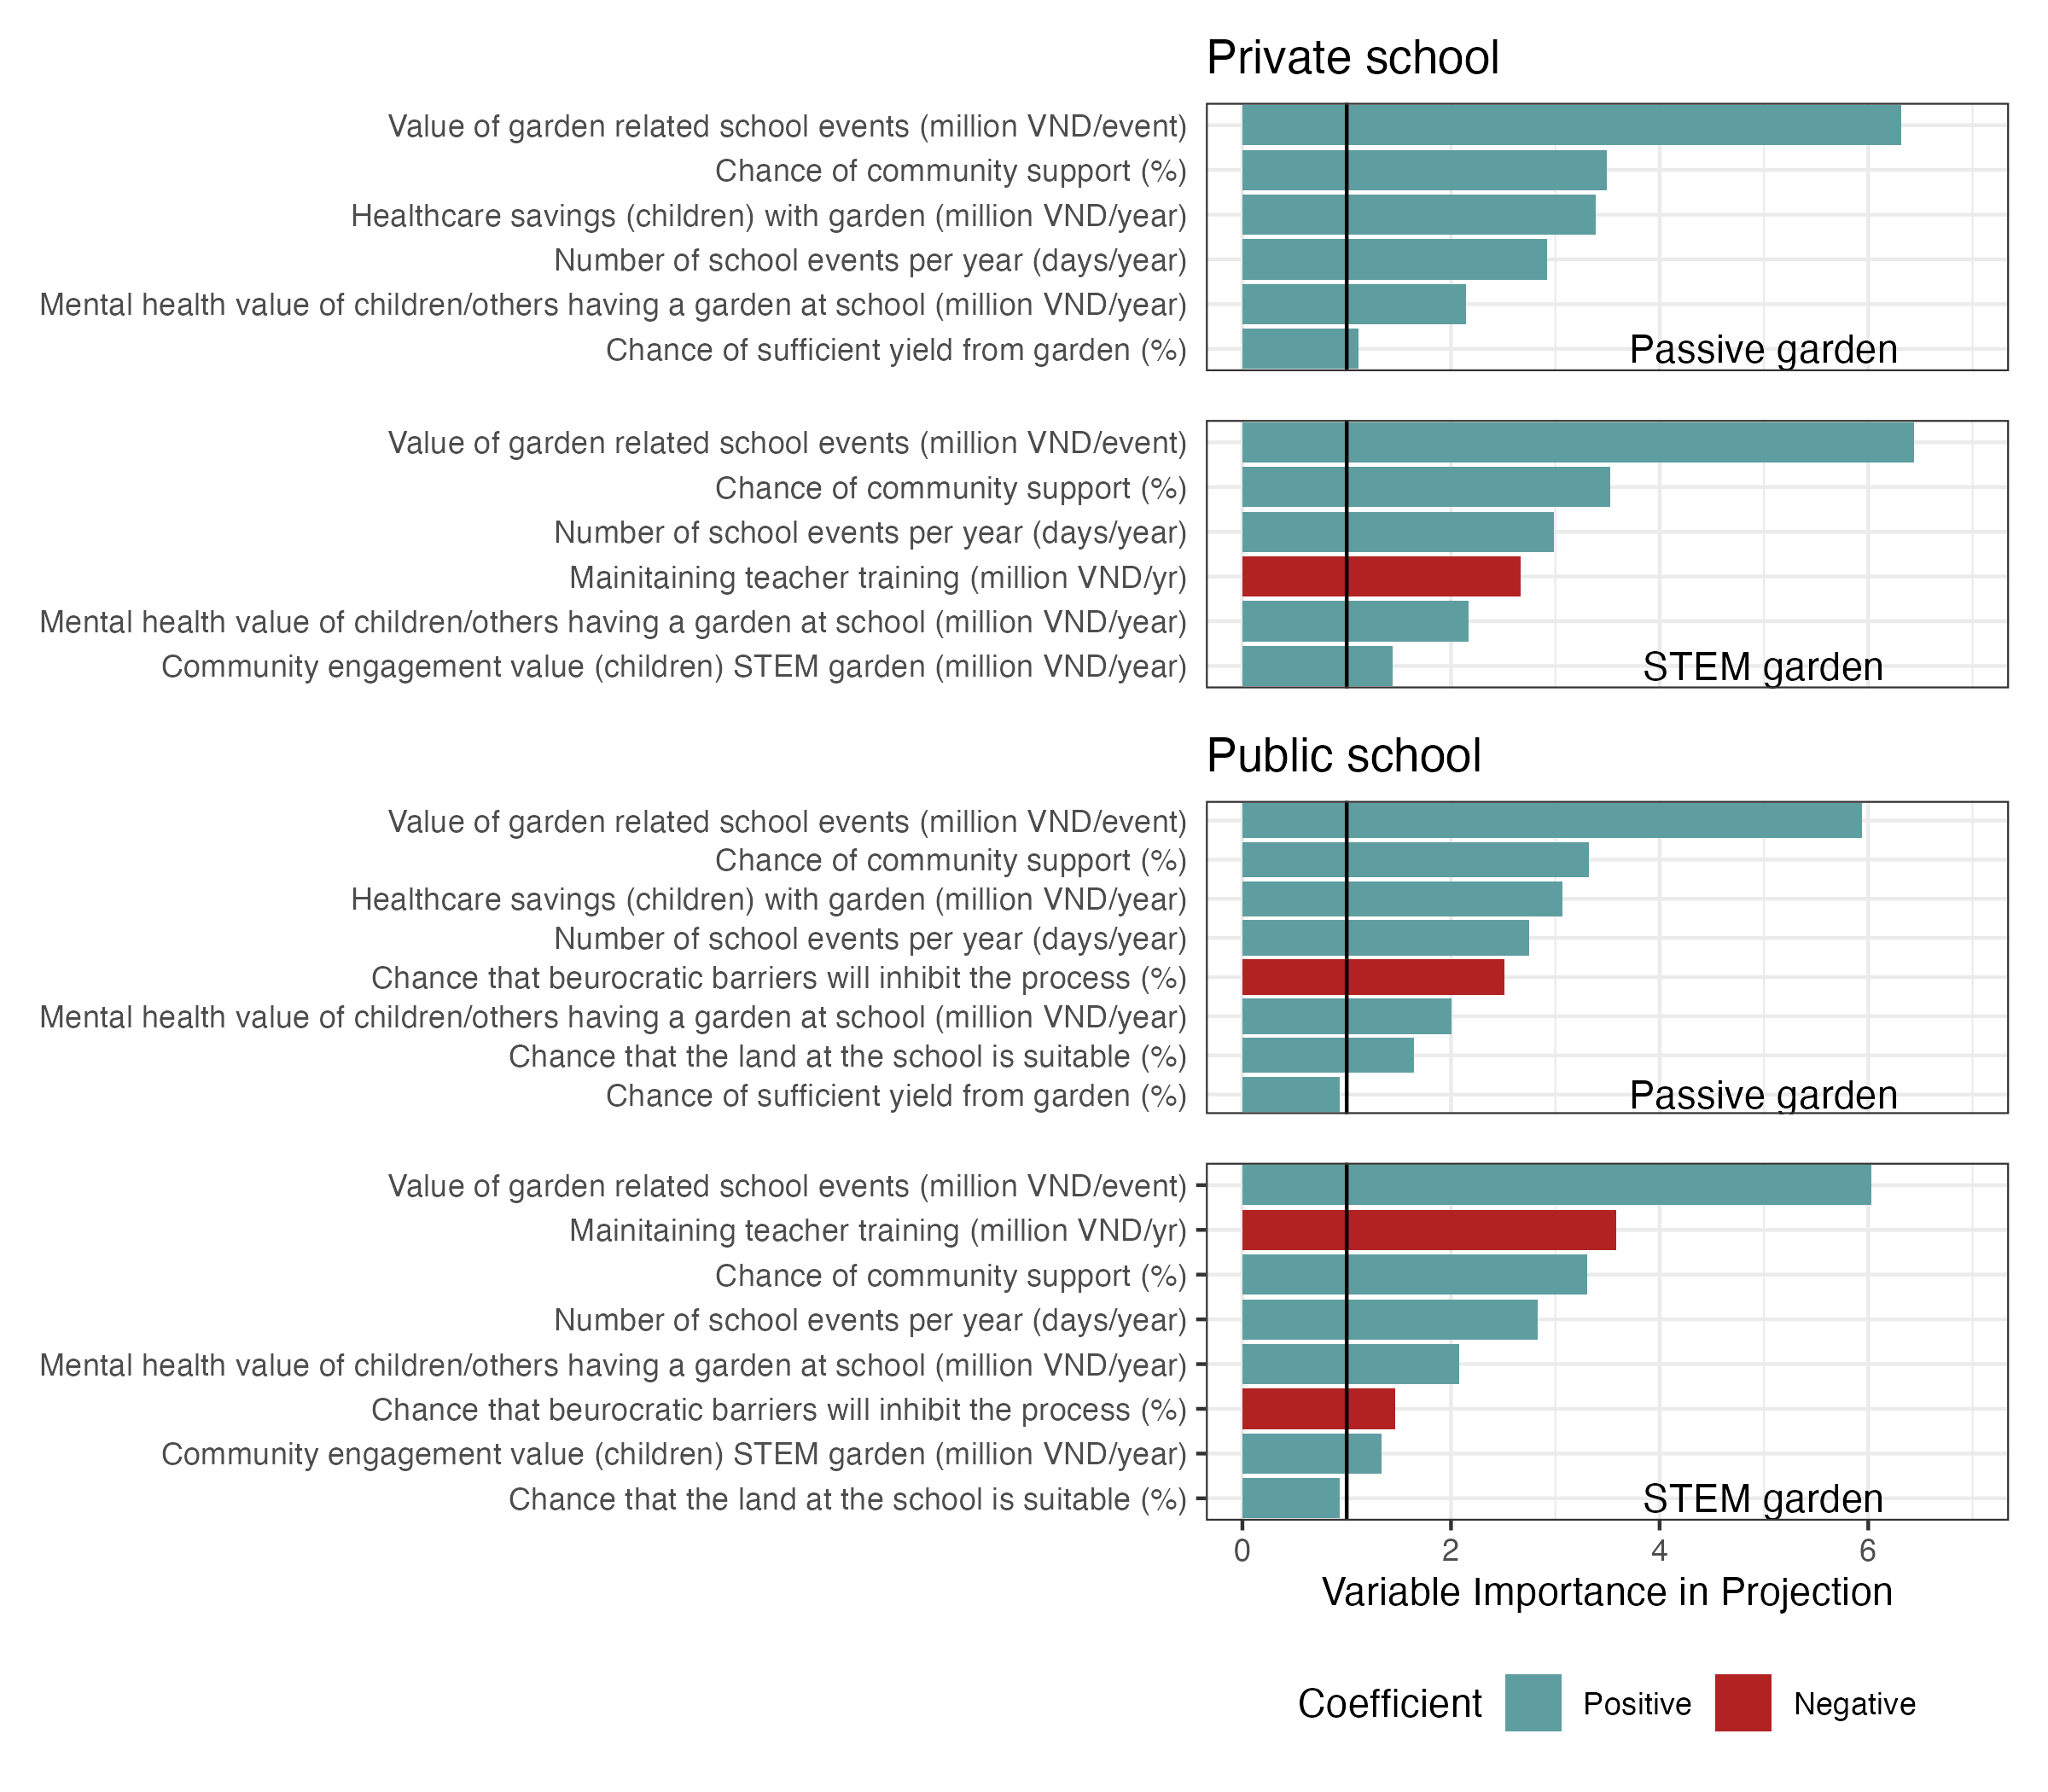 Private school
Value of garden related school events (million VND/event)
Chance of community support (%)
Healthcare savings (children) with garden (million VND/year)
Number of school events per year (days/year)
Mental health value of children/others having a garden at school (million VND/year)
Chance of sufficient yield from garden (%)
Passive garden
Value of garden related school events (million VND/event)
Chance of community support (%)
Number of school events per year (days/year)
Mainitaining teacher training (million VND/yr)
Mental health value of children/others having a garden at school (million VND/year)
Community engagement value (children) STEM garden (million VND/year)
STEM garden
Public school
Value of garden related school events (million VND/event)
Chance of community support (%)
Healthcare savings (children) with garden (million VND/year)
Number of school events per year (days/year)
Chance that beurocratic barriers will inhibit the process (%)
Mental health value of children/others having a garden at school (million VND/year)
Chance that the land at the school is suitable (%)
Chance of sufficient yield from garden (%)
Passive garden
Value of garden related school events (million VND/event)
Mainitaining teacher training (million VND/yr)
Chance of community support (%)
Number of school events per year (days/year)
Mental health value of children/others having a garden at school (million VND/year)
Chance that beurocratic barriers will inhibit the process (%)
Community engagement value (children) STEM garden (million VND/year)
Chance that the land at the school is suitable (%)
STEM garden
0 2 4 6
Variable Importance in Projection
Coefficient Positive Negative